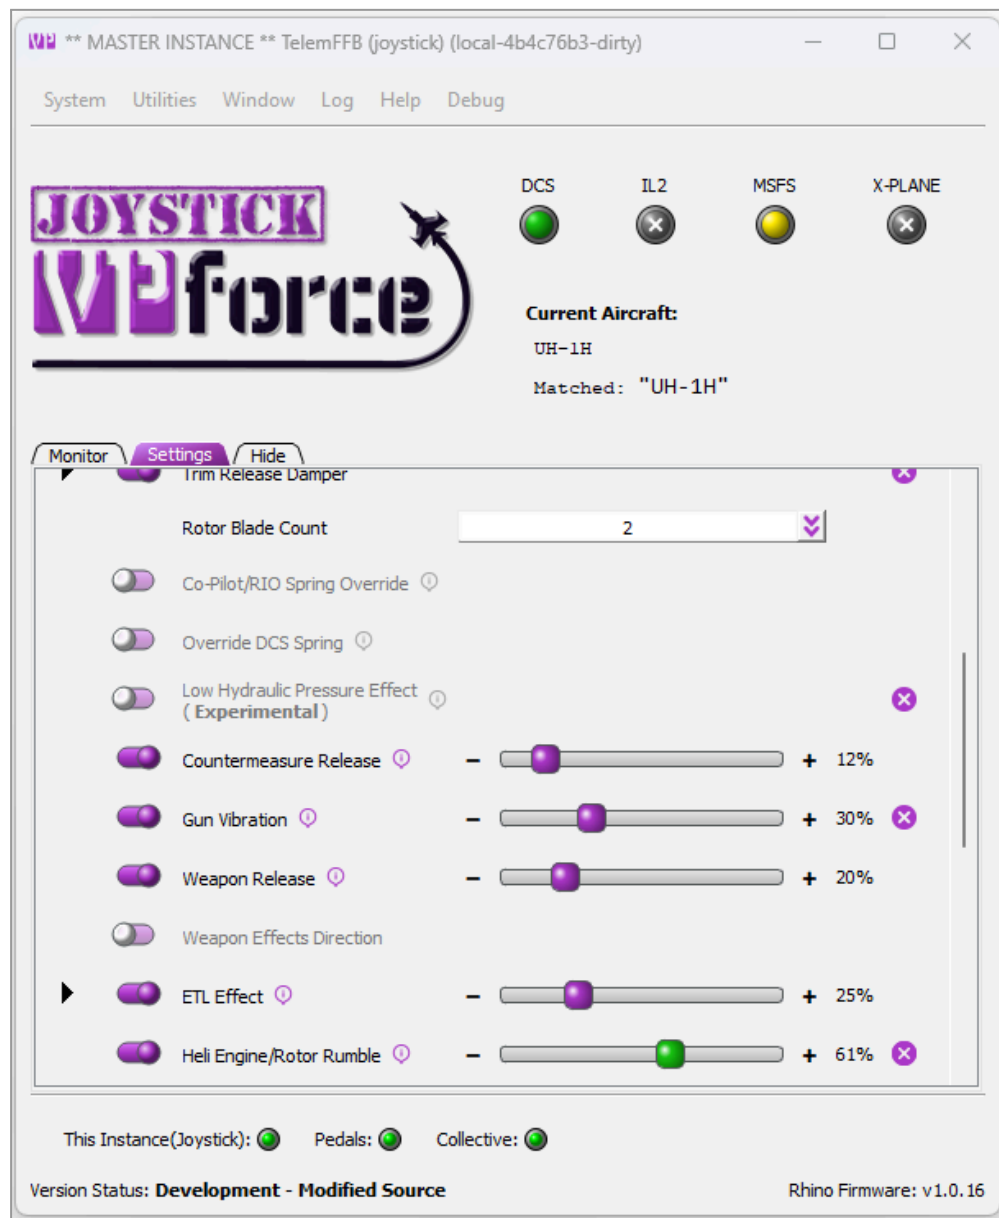 ** MASTER INSTANCE ** TelemFFB (joystick) (local-4b4c76b3-dirty)
System Utilities Window Log Help Debug
JOYSTICK
VPforce
DCS IL2 MSFS X-PLANE
Current Aircraft:
UH-1H
Matched: "UH-1H"
Monitor Settings Hide
Trim Release Damper
Rotor Blade Count 2
Co-Pilot/RIO Spring Override
Override DCS Spring
Low Hydraulic Pressure Effect
( Experimental )
Countermeasure Release - + 12%
Gun Vibration - + 30%
Weapon Release - + 20%
Weapon Effects Direction
ETL Effect - + 25%
Heli Engine/Rotor Rumble - + 61%
This Instance(Joystick): Pedals: Collective:
Version Status: Development - Modified Source Rhino Firmware: v1.0.16